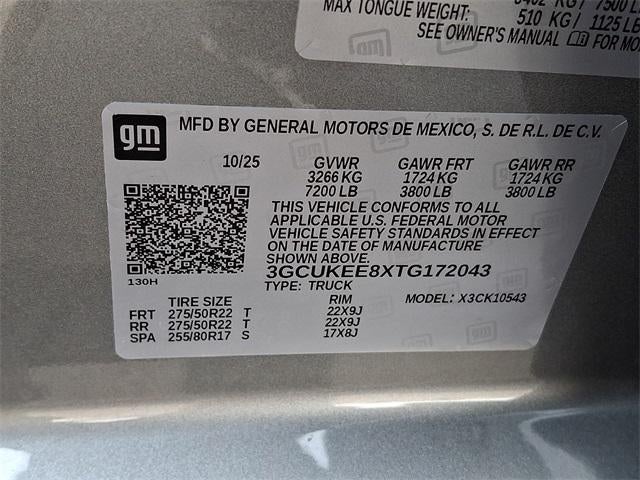 MAX TONGUE WEIGHT: 510 KG/ 1125 LB
SEE OWNER'S MANUAL FOR MO
gm
MFD BY GENERAL MOTORS DE MEXICO, S. DE R.L. DE C.V.
10/25 GVWR GAWR FRT GAWR RR
3266 KG 1724 KG 1724 KG
7200 LB 3800 LB 3800 LB
THIS VEHICLE CONFORMS TO ALL
APPLICABLE U.S. FEDERAL MOTOR
VEHICLE SAFETY STANDARDS IN EFFECT
ON THE DATE OF MANUFACTURE
SHOWN ABOVE.
3GCUKEE8XTG172043
130H
TYPE: TRUCK
TIRE SIZE RIM MODEL: X3CK10543
FRT 275/50R22 T 22X9J
RR 275/50R22 T 22X9J
SPA 255/80R17 S 17X8J